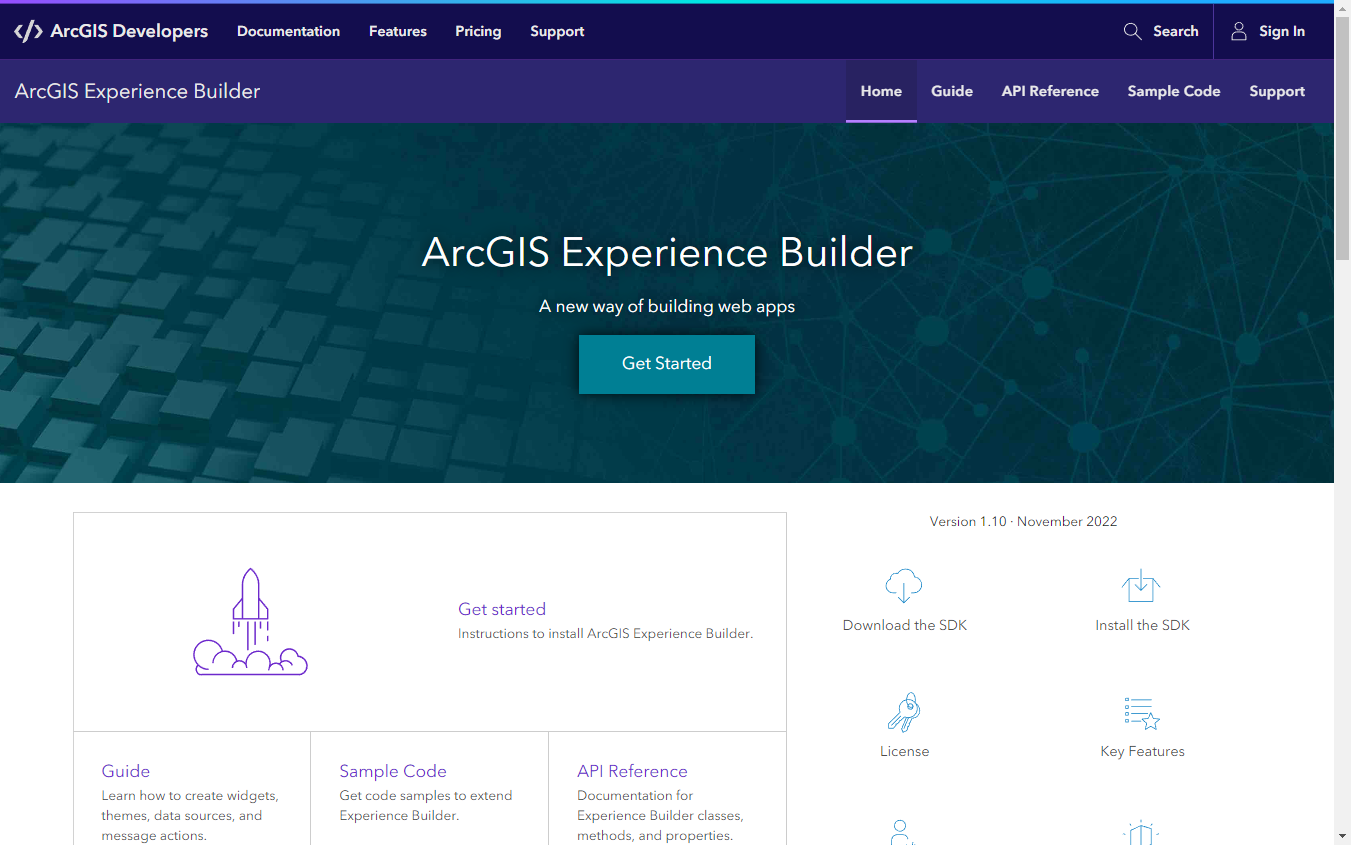 ArcGIS Developers Documentation Features Pricing Support Search Sign In
ArcGIS Experience Builder Home Guide API Reference Sample Code Support
ArcGIS Experience Builder
A new way of building web apps
Get Started
Get started
Instructions to install ArcGIS Experience Builder.
Guide
Learn how to create widgets,
themes, data sources, and
message actions.
Sample Code
Get code samples to extend
Experience Builder.
API Reference
Documentation for
Experience Builder classes,
methods, and properties.
Version 1.10 · November 2022
Download the SDK
Install the SDK
License
Key Features